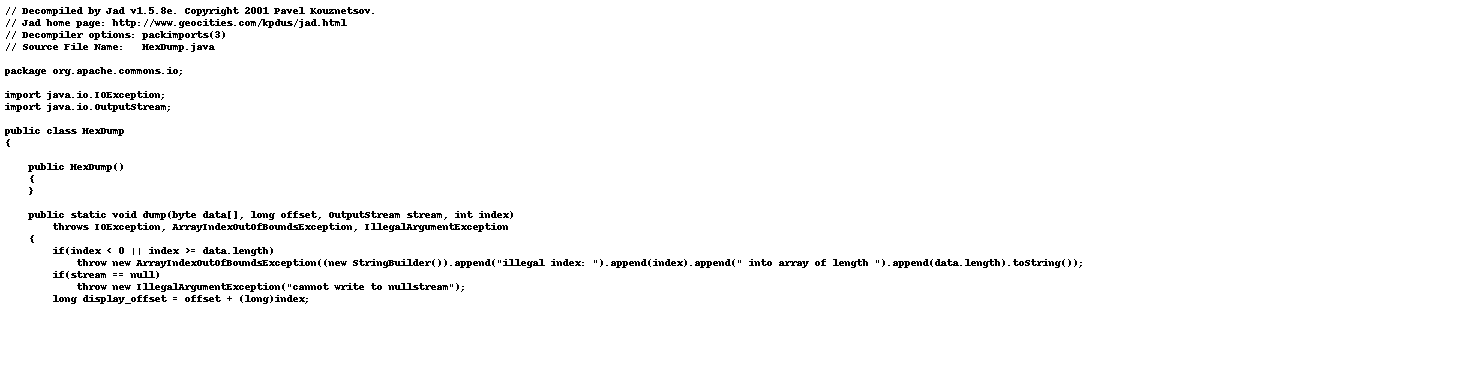 // Decompiled by Jad v1.5.8e. Copyright 2001 Pavel Kouznetsov.
// Jad home page: http://www.geocities.com/kpdus/jad.html
// Decompiler options: packimports(3)
// Source File Name:   HexDump.java

package org.apache.commons.io;

import java.io.IOException;
import java.io.OutputStream;

public class HexDump
{

    public HexDump()
    {
    }

    public static void dump(byte data[], long offset, OutputStream stream, int index)
        throws IOException, ArrayIndexOutOfBoundsException, IllegalArgumentException
    {
        if(index < 0 || index >= data.length)
            throw new ArrayIndexOutOfBoundsException((new StringBuilder()).append("illegal index: ").append(index).append(" into array of length ").append(data.length).toString());
        if(stream == null)
            throw new IllegalArgumentException("cannot write to nullstream");
        long display_offset = offset + (long)index;